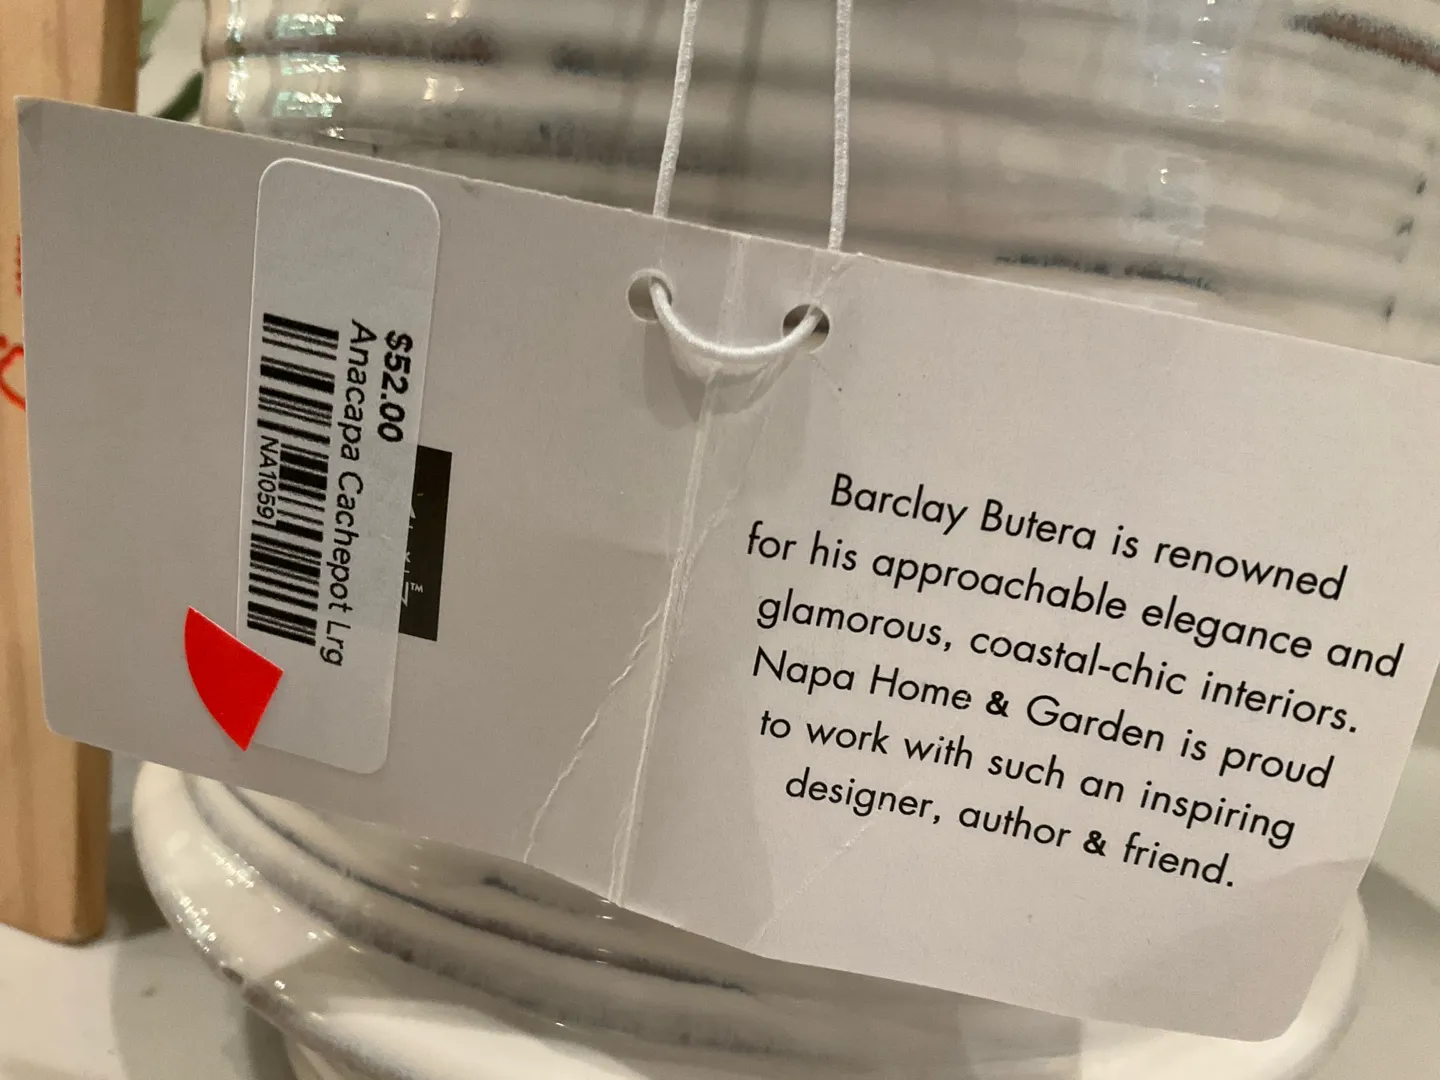 $52.00
Anacapa Cachepot Lrg
NA1059
Barclay Butera is renowned
for his approachable elegance and
glamorous, coastal-chic interiors.
Napa Home & Garden is proud
to work with such an inspiring
designer, author & friend.